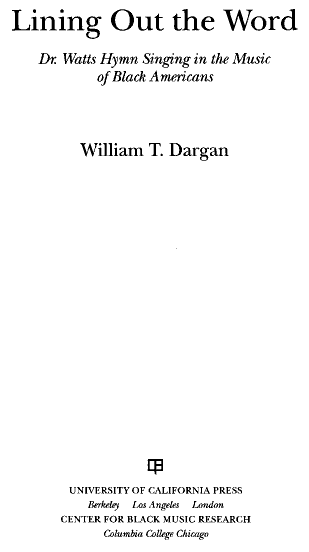 Lining Out the Word
Dr. Watts Hymn Singing in the Music
of Black Americans
William T. Dargan
UNIVERSITY OF CALIFORNIA PRESS
Berkeley Los Angeles London
CENTER FOR BLACK MUSIC RESEARCH
Columbia College Chicago